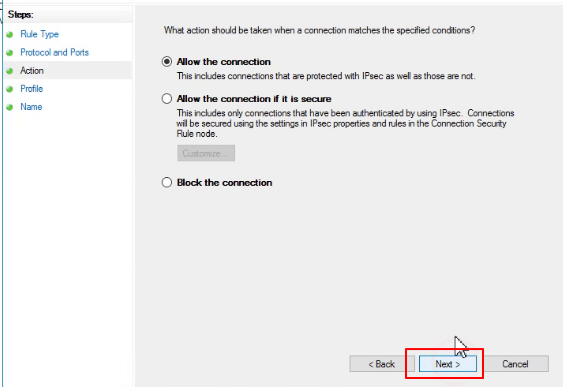 Steps:
Rule Type
Protocol and Ports
Action
Profile
Name
What action should be taken when a connection matches the specified conditions?
Allow the connection
This includes connections that are protected with IPsec as well as those are not.
Allow the connection if it is secure
This includes only connections that have been authenticated by using IPsec. Connections
will be secured using the settings in IPsec properties and rules in the Connection Security
Rule node.
Customize...
Block the connection
< Back
Next >
Cancel